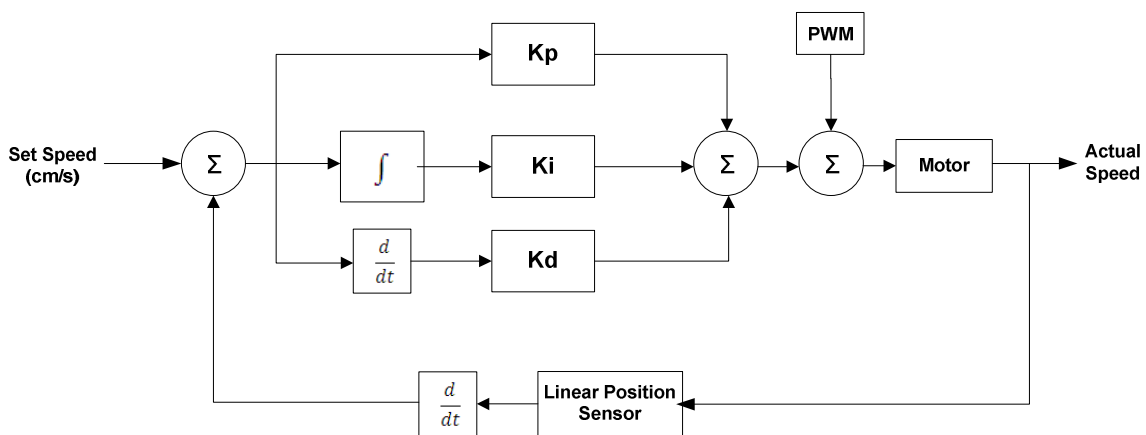 PWM
Kp
Set Speed
(cm/s)
Σ
∫
Ki
Σ
Σ
Motor
Actual
Speed
d
dt
Kd
d
dt
Linear Position
Sensor